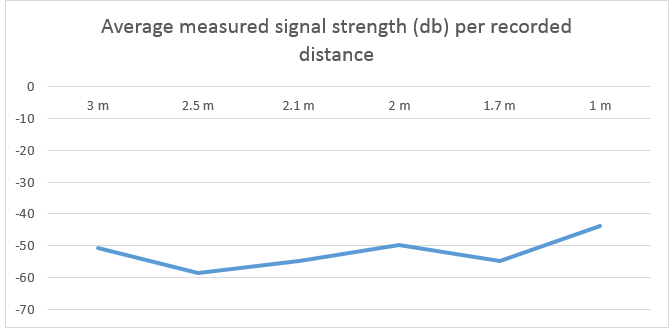 Average measured signal strength (db) per recorded
distance
0
3 m 2.5 m 2.1 m 2 m 1.7 m 1 m
-10
-20
-30
-40
-50
-60
-70